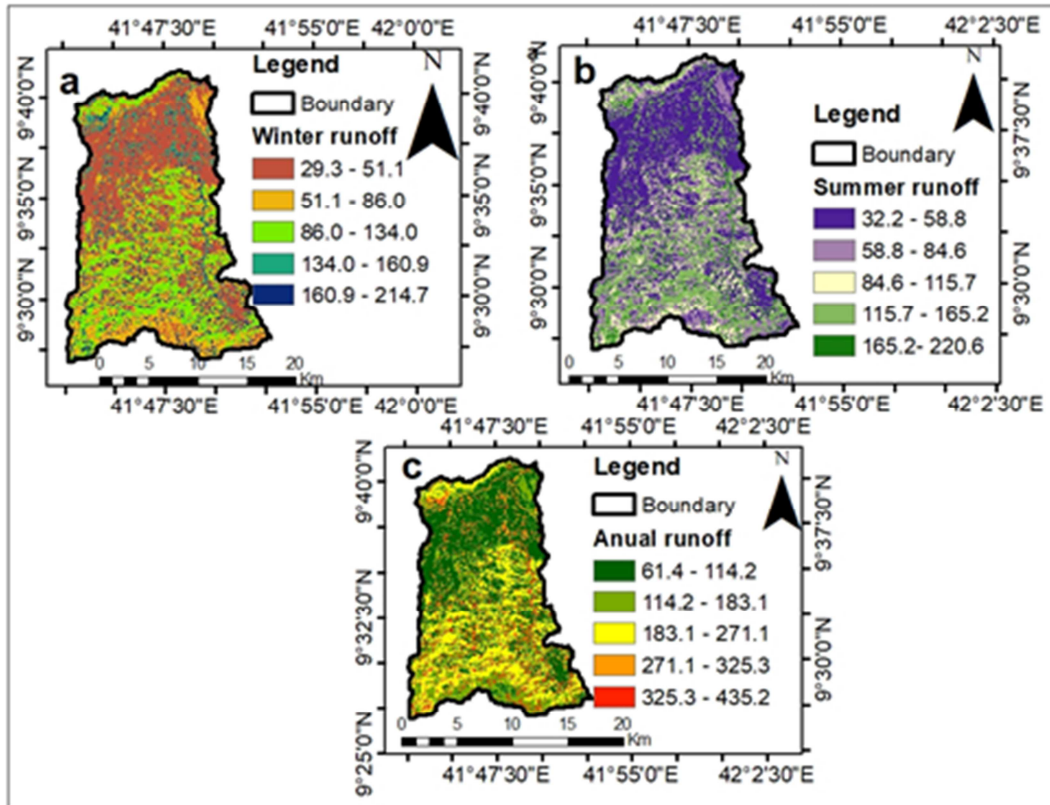 41°47'30"E 41°55'0"E 42°0'0"E
a
N
Legend
Boundary
Winter runoff
29.3 - 51.1
51.1 - 86.0
86.0 - 134.0
134.0 - 160.9
160.9 - 214.7
9°40'0"N
9°35'0"N
9°30'0"N
9°40'0"N
9°35'0"N
9°30'0"N
0 5 10 15 20
Km
41°47'30"E 41°55'0"E 42°0'0"E
41°47'30"E 41°55'0"E 42°2'30"E
b
N
Legend
Boundary
Summer runoff
32.2 - 58.8
58.8 - 84.6
84.6 - 115.7
115.7 - 165.2
165.2- 220.6
9°40'0"N
9°35'0"N
9°30'0"N
9°37'30"N
9°30'0"N
0 5 10 15 20
Km
41°47'30"E 41°55'0"E 42°2'30"E
41°47'30"E 41°55'0"E 42°2'30"E
c
N
Legend
Boundary
Anual runoff
61.4 - 114.2
114.2 - 183.1
183.1 - 271.1
271.1 - 325.3
325.3 - 435.2
9°40'0"N
9°32'30"N
9°25'0"N
9°37'30"N
9°30'0"N
0 5 10 15 20
Km
41°47'30"E 41°55'0"E 42°2'30"E